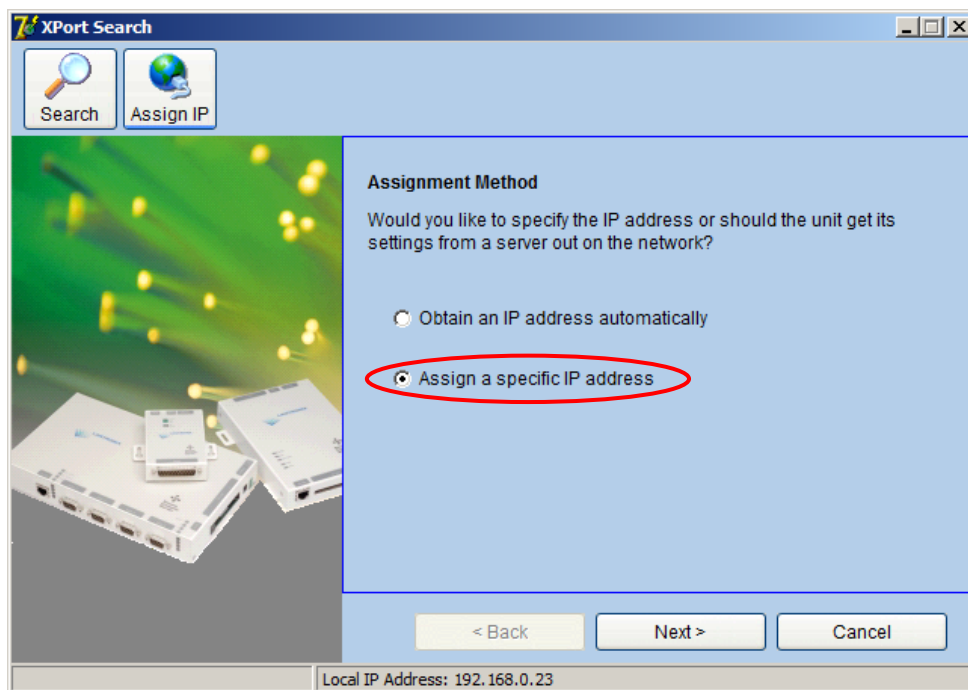 XPort Search
Search
Assign IP
Assignment Method
Would you like to specify the IP address or should the unit get its
settings from a server out on the network?
Obtain an IP address automatically
Assign a specific IP address
< Back
Next >
Cancel
Local IP Address: 192.168.0.23